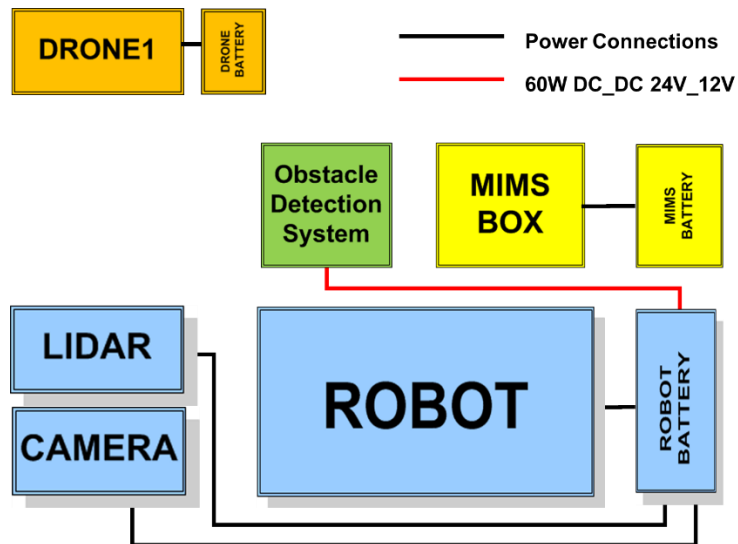 DRONE1
DRONE
BATTERY
Power Connections
60W DC_DC 24V_12V
Obstacle
Detection
System
MIMS
BOX
MIMS
BATTERY
LIDAR
CAMERA
ROBOT
ROBOT
BATTERY